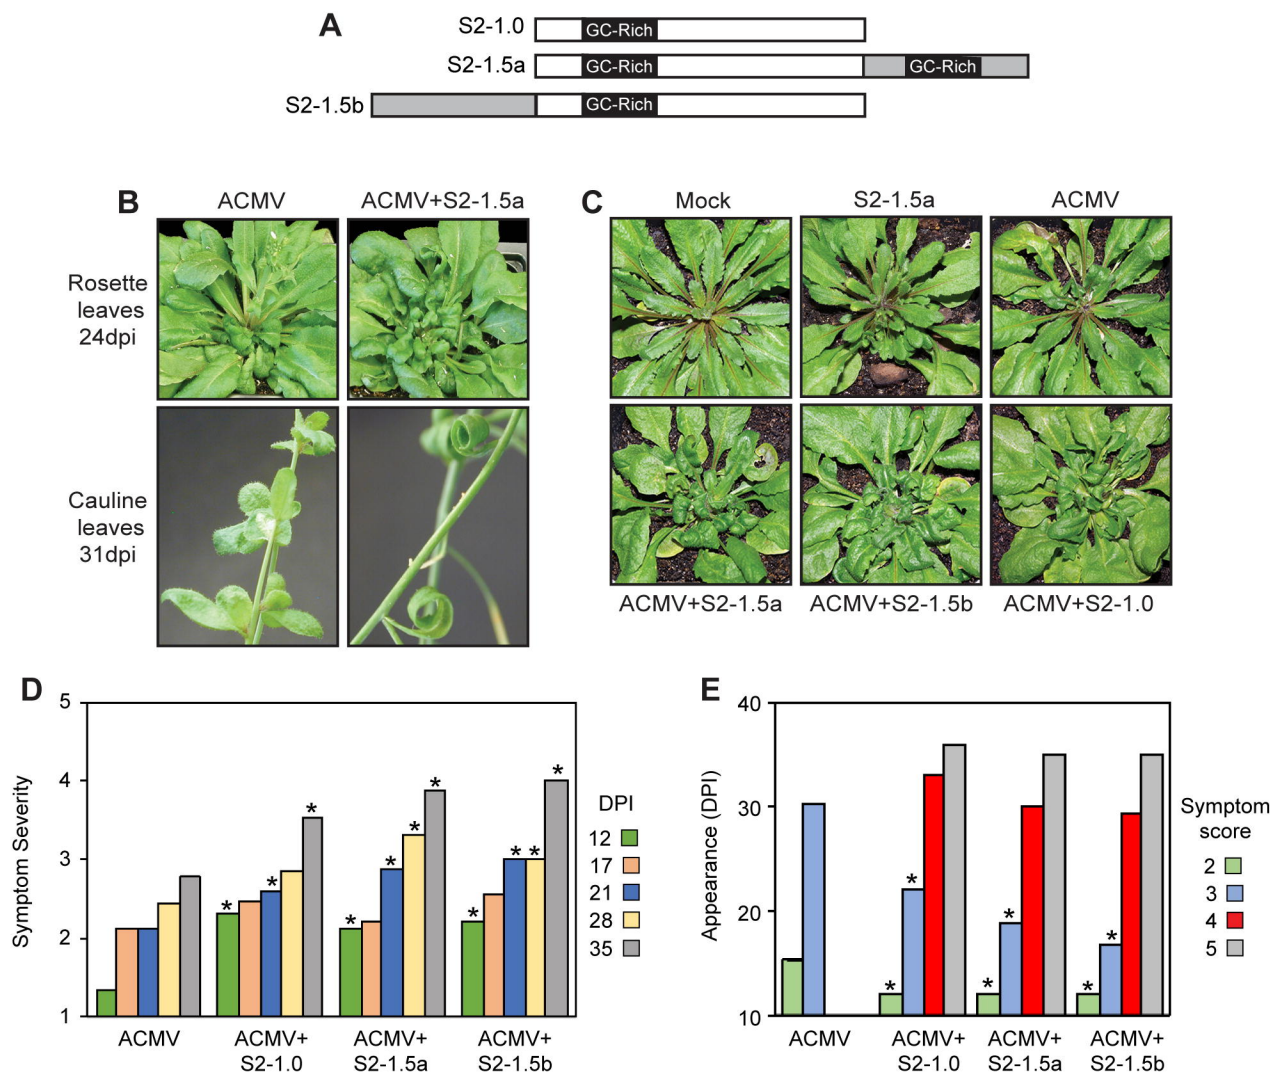 A
S2-1.0
GC-Rich
S2-1.5a
GC-Rich
GC-Rich
S2-1.5b
GC-Rich
B
ACMV
ACMV+S2-1.5a
Rosette
leaves
24dpi
Cauline
leaves
31dpi
C
Mock
S2-1.5a
ACMV
ACMV+S2-1.5a
ACMV+S2-1.5b
ACMV+S2-1.0
D
Symptom Severity
5
4
3
2
1
*
*
*
*
*
*
*
*
*
*
*
ACMV
ACMV+
S2-1.0
ACMV+
S2-1.5a
ACMV+
S2-1.5b
DPI
12
17
21
28
35
E
Appearance (DPI)
40
30
20
10
*
*
*
*
*
*
ACMV
ACMV+
S2-1.0
ACMV+
S2-1.5a
ACMV+
S2-1.5b
Symptom
score
2
3
4
5